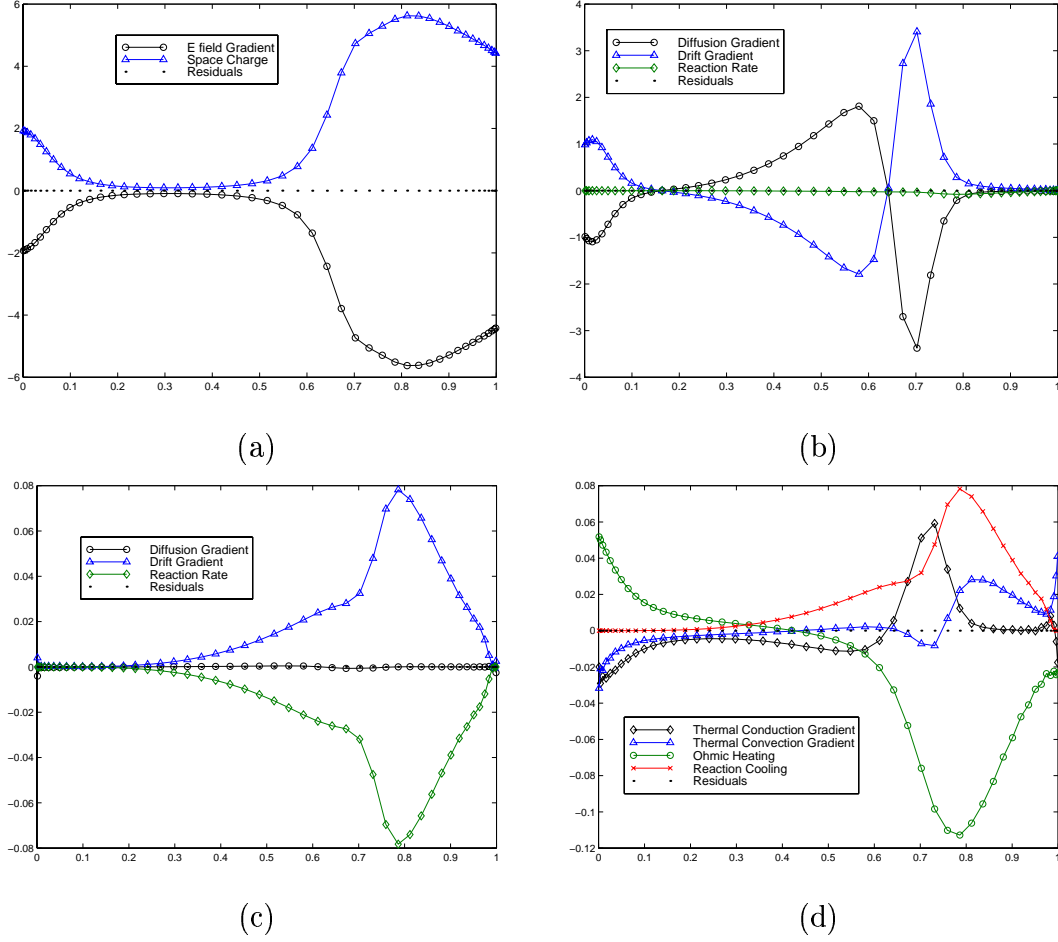 6
4
2
0
−2
−4
−6
0 0.1 0.2 0.3 0.4 0.5 0.6 0.7 0.8 0.9 1
E field Gradient
Space Charge
Residuals
(a)
4
3
2
1
0
−1
−2
−3
−4
0 0.1 0.2 0.3 0.4 0.5 0.6 0.7 0.8 0.9 1
Diffusion Gradient
Drift Gradient
Reaction Rate
Residuals
(b)
0.08
0.06
0.04
0.02
0
−0.02
−0.04
−0.06
−0.08
0 0.1 0.2 0.3 0.4 0.5 0.6 0.7 0.8 0.9 1
Diffusion Gradient
Drift Gradient
Reaction Rate
Residuals
(c)
0.08
0.06
0.04
0.02
0
−0.02
−0.04
−0.06
−0.08
−0.1
−0.12
0 0.1 0.2 0.3 0.4 0.5 0.6 0.7 0.8 0.9 1
Thermal Conduction Gradient
Thermal Convection Gradient
Ohmic Heating
Reaction Cooling
Residuals
(d)